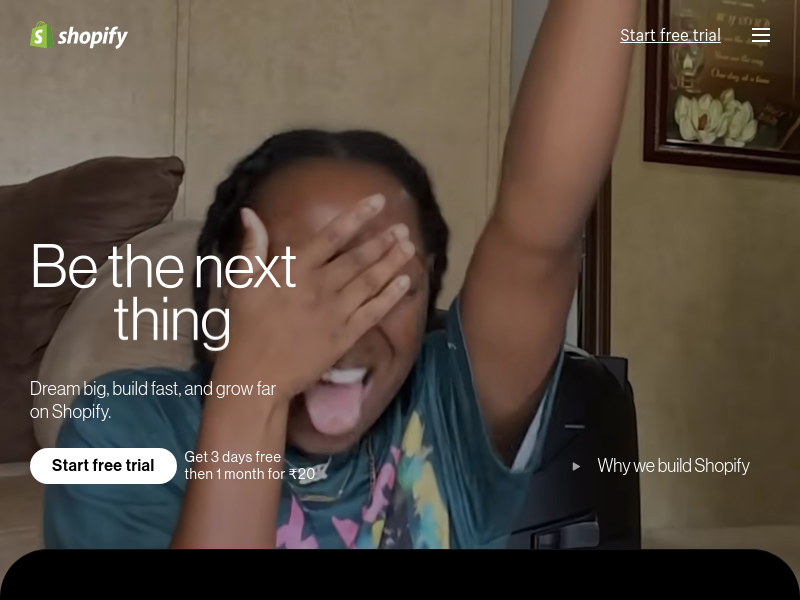 shopify
Start free trial
Be the next
thing
Dream big, build fast, and grow far
on Shopify.
Start free trial
Get 3 days free
then 1 month for ₹20
Why we build Shopify